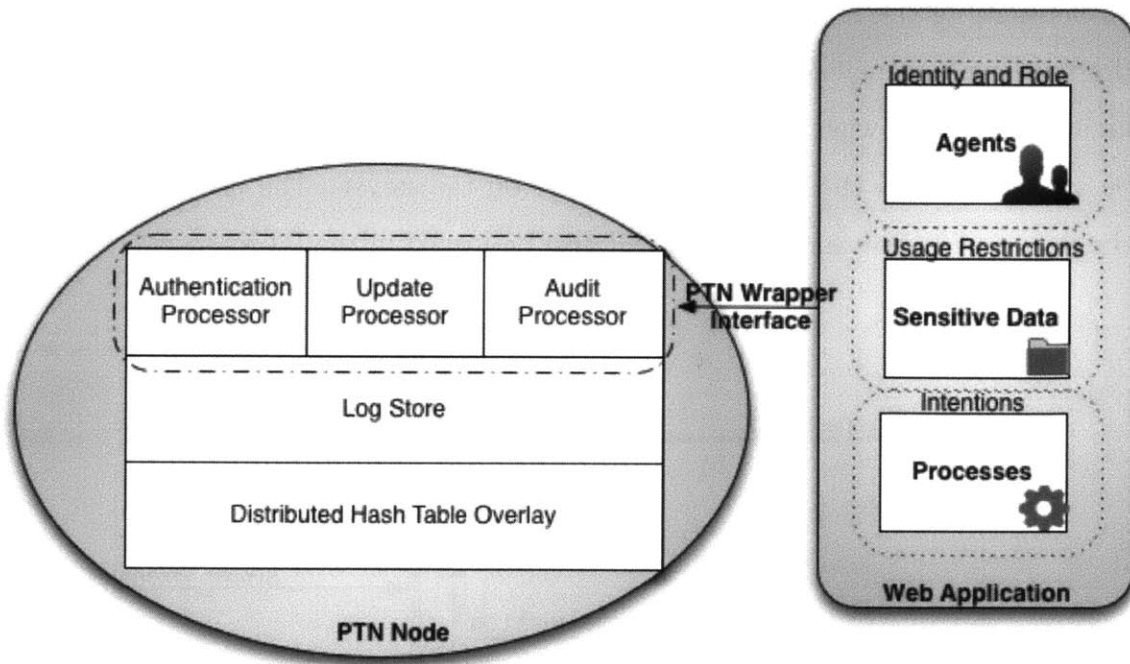 Identity and Role
Agents
Usage Restrictions
Sensitive Data
Intentions
Processes
Web Application
PTN Wrapper
Interface
Authentication
Processor
Update
Processor
Audit
Processor
Log Store
Distributed Hash Table Overlay
PTN Node